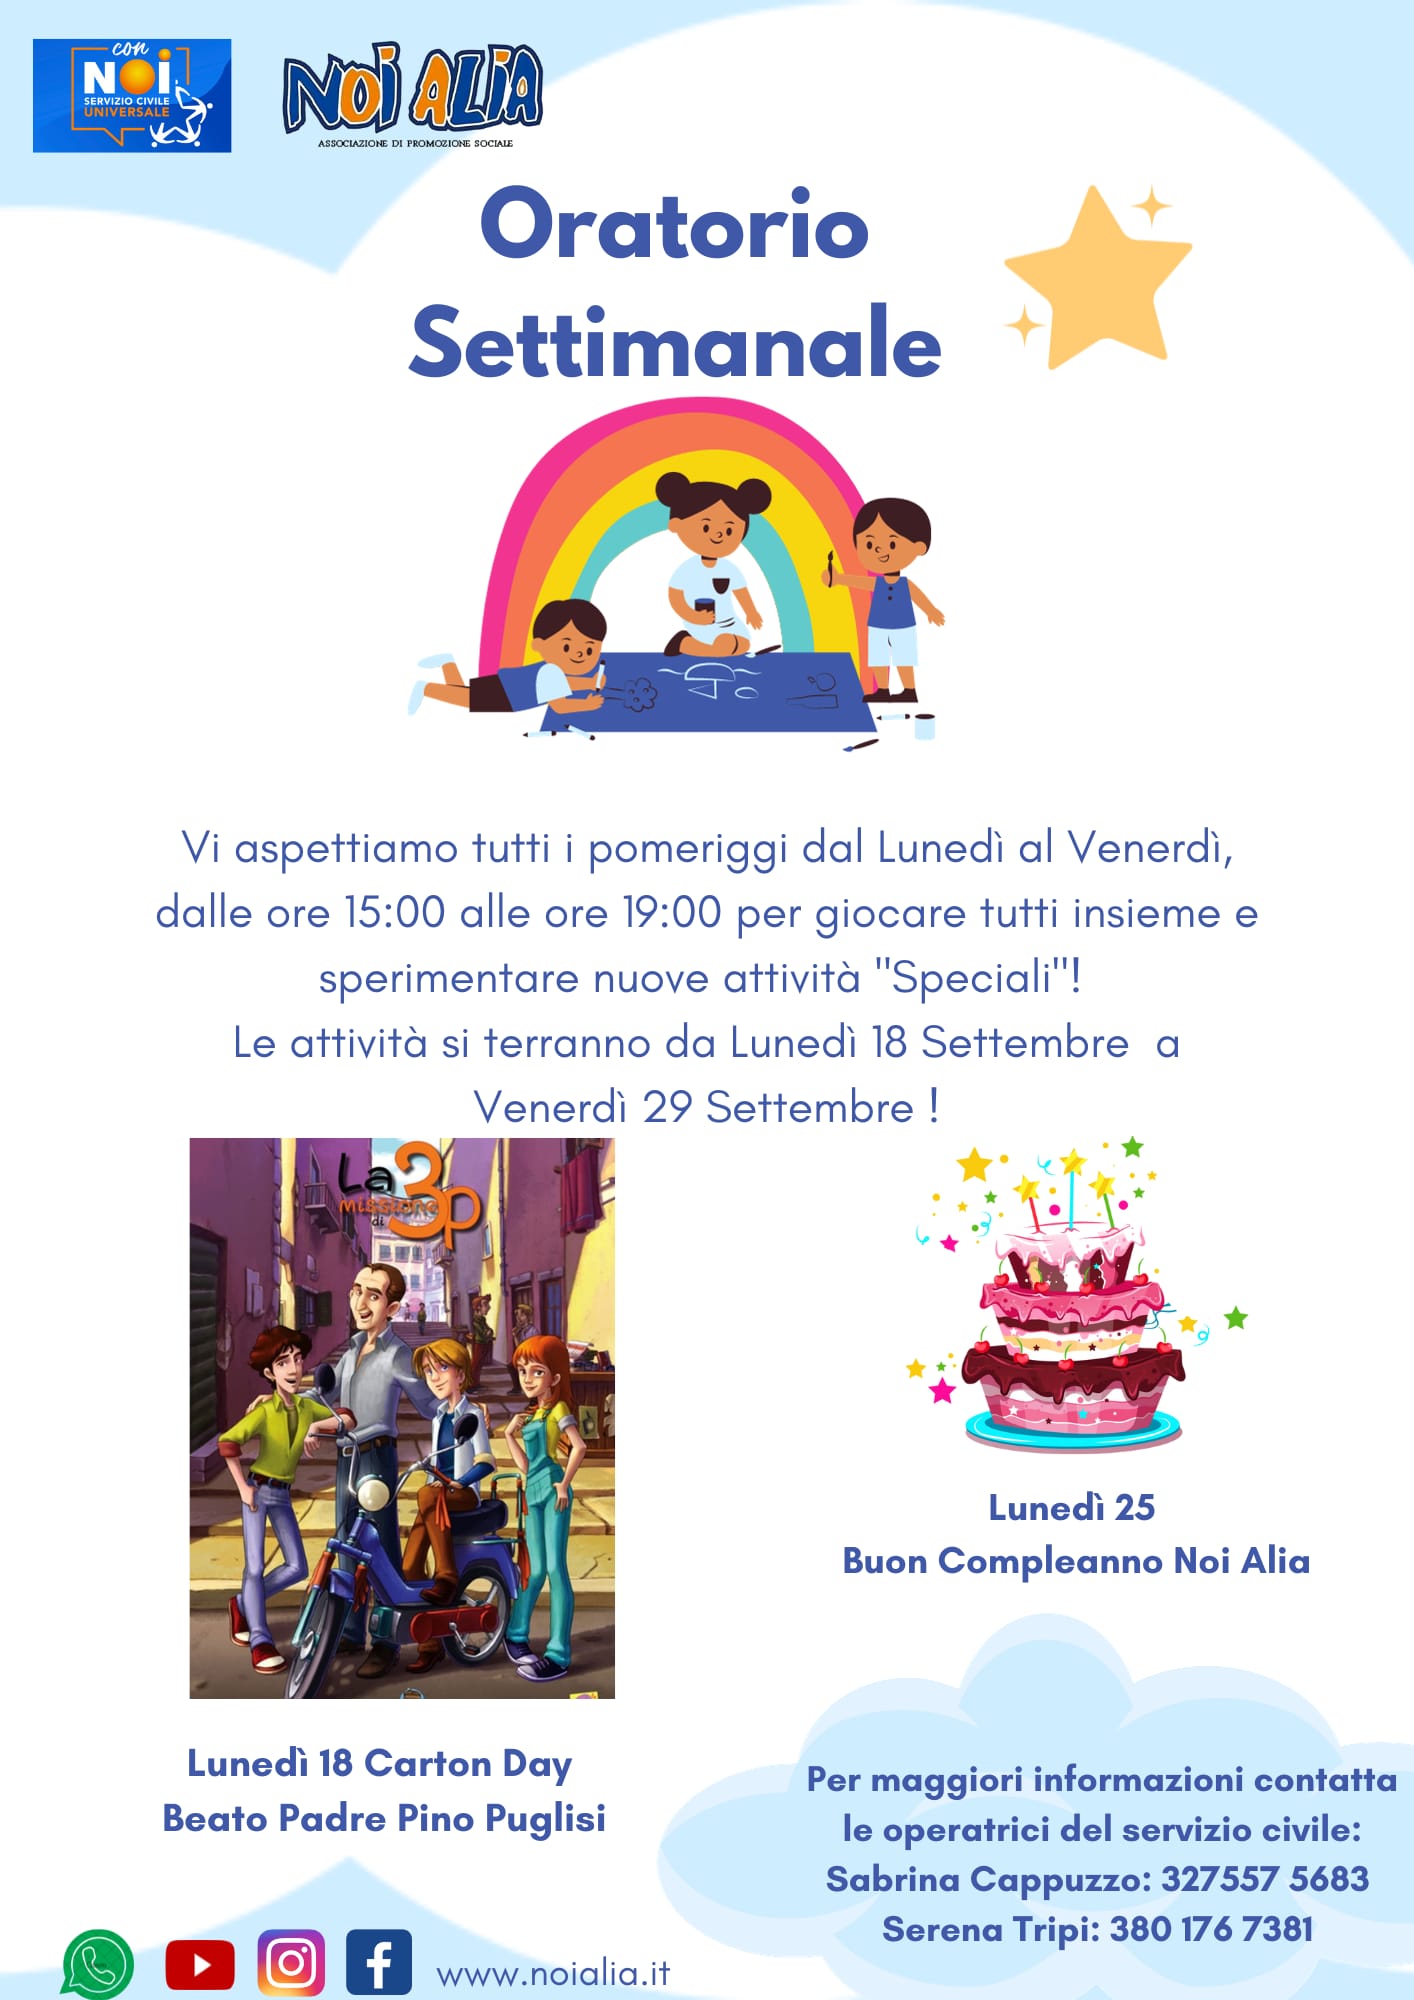 con
NOI
SERVIZIO CIVILE
UNIVERSALE
NOI ALIA
ASSOCIAZIONE DI PROMOZIONE SOCIALE
Oratorio
Settimanale
Vi aspettiamo tutti i pomeriggi dal Lunedì al Venerdì,
dalle ore 15:00 alle ore 19:00 per giocare tutti insieme e
sperimentare nuove attività "Speciali"!
Le attività si terranno da Lunedì 18 Settembre a
Venerdì 29 Settembre !
La
missione
di
3P
Lunedì 25
Buon Compleanno Noi Alia
Lunedì 18 Carton Day
Beato Padre Pino Puglisi
Per maggiori informazioni contatta
le operatrici del servizio civile:
Sabrina Cappuzzo: 327557 5683
Serena Tripi: 380 176 7381
www.noialia.it